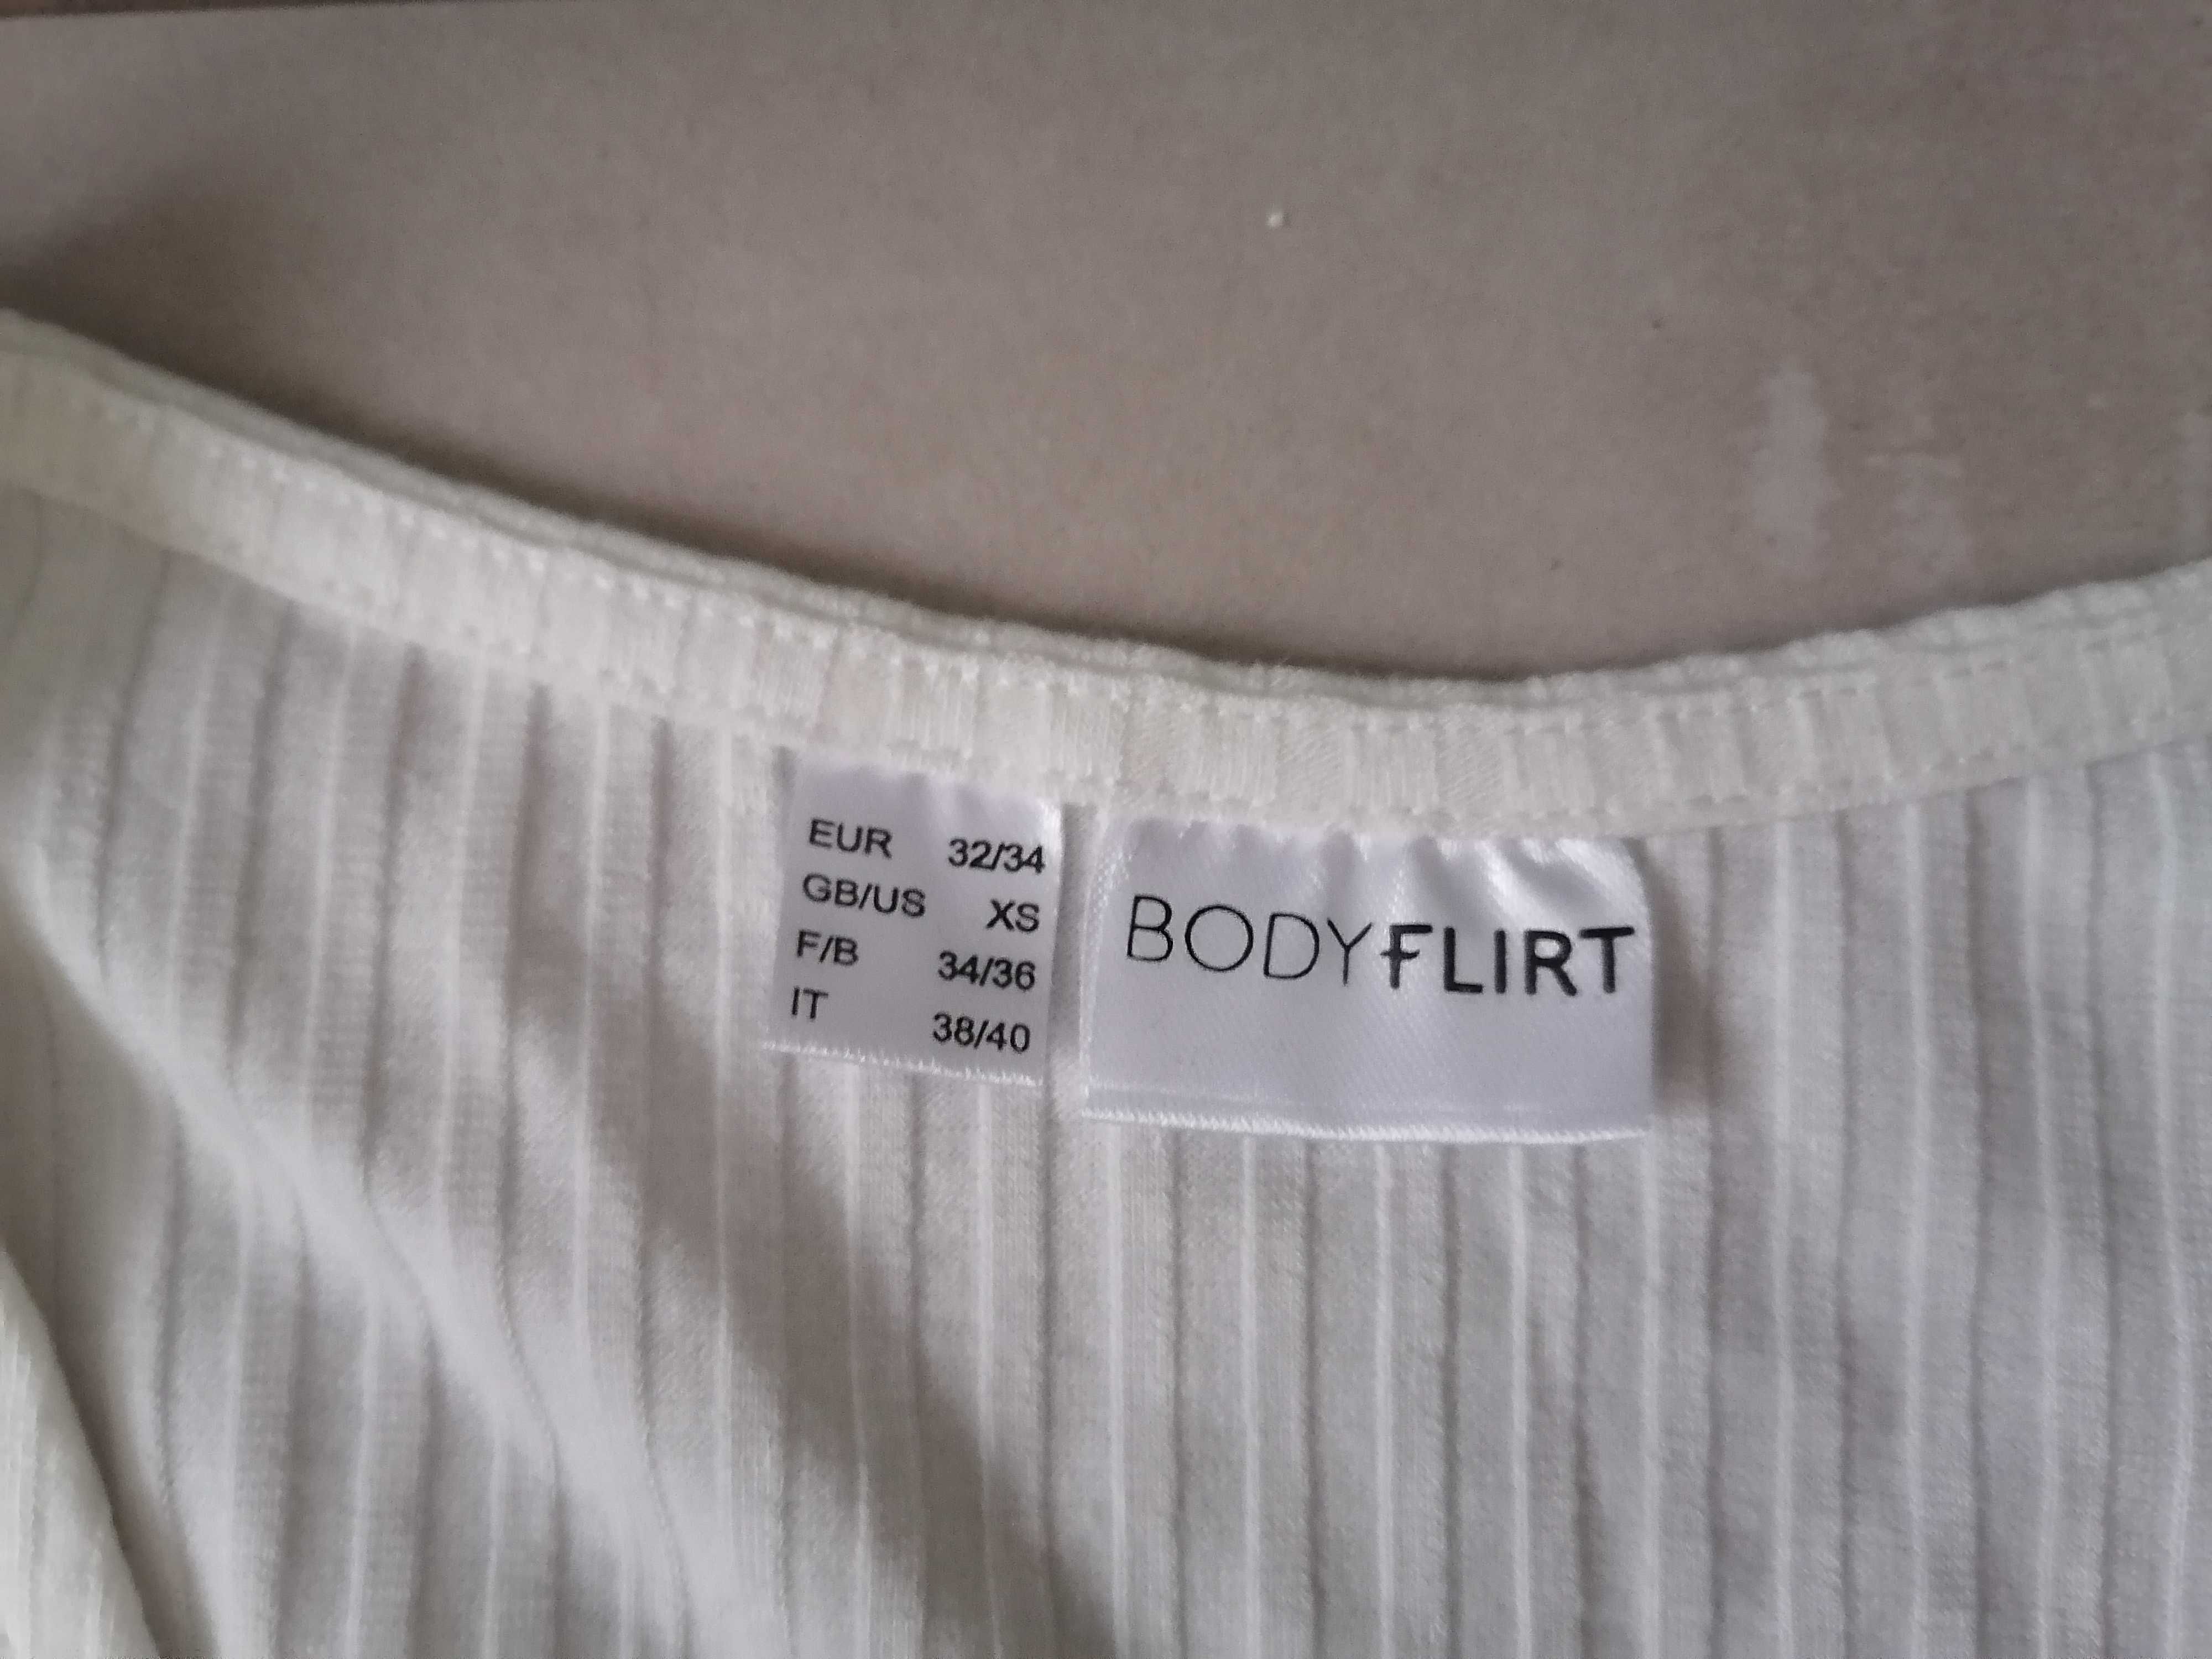 EUR 32/34
GB/US XS
F/B 34/36
IT 38/40
BODYFLIRT